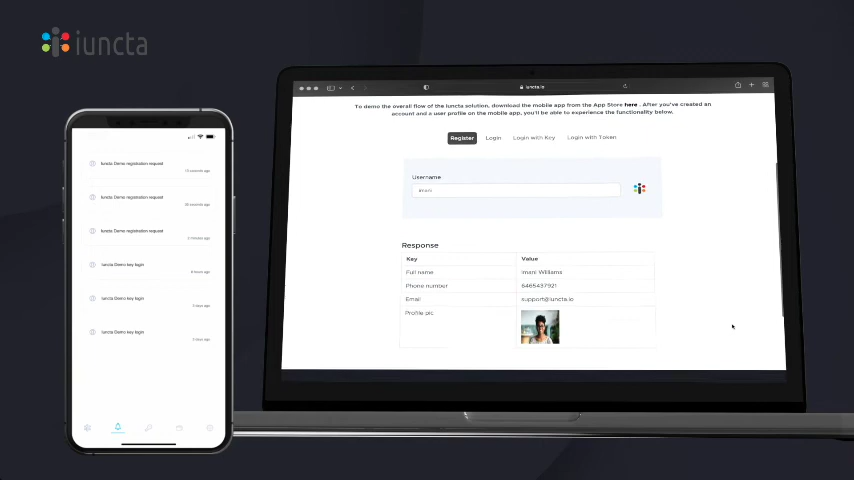 iuncta
iuncta Demo registration request
iuncta Demo registration request
iuncta Demo registration request
2 minutes ago
iuncta Demo key login
iuncta Demo key login
iuncta Demo key login
iuncta.io
To demo the overall flow of the iuncta solution, download the mobile app from the App Store here . After you've created an
account and a user profile on the mobile app, you'll be able to experience the functionality below.
Register Login Login with Key Login with Token
Username
imani
Response
Key Value
Full name Imani Williams
Phone number 6465437921
Email support@iuncta.io
Profile pic